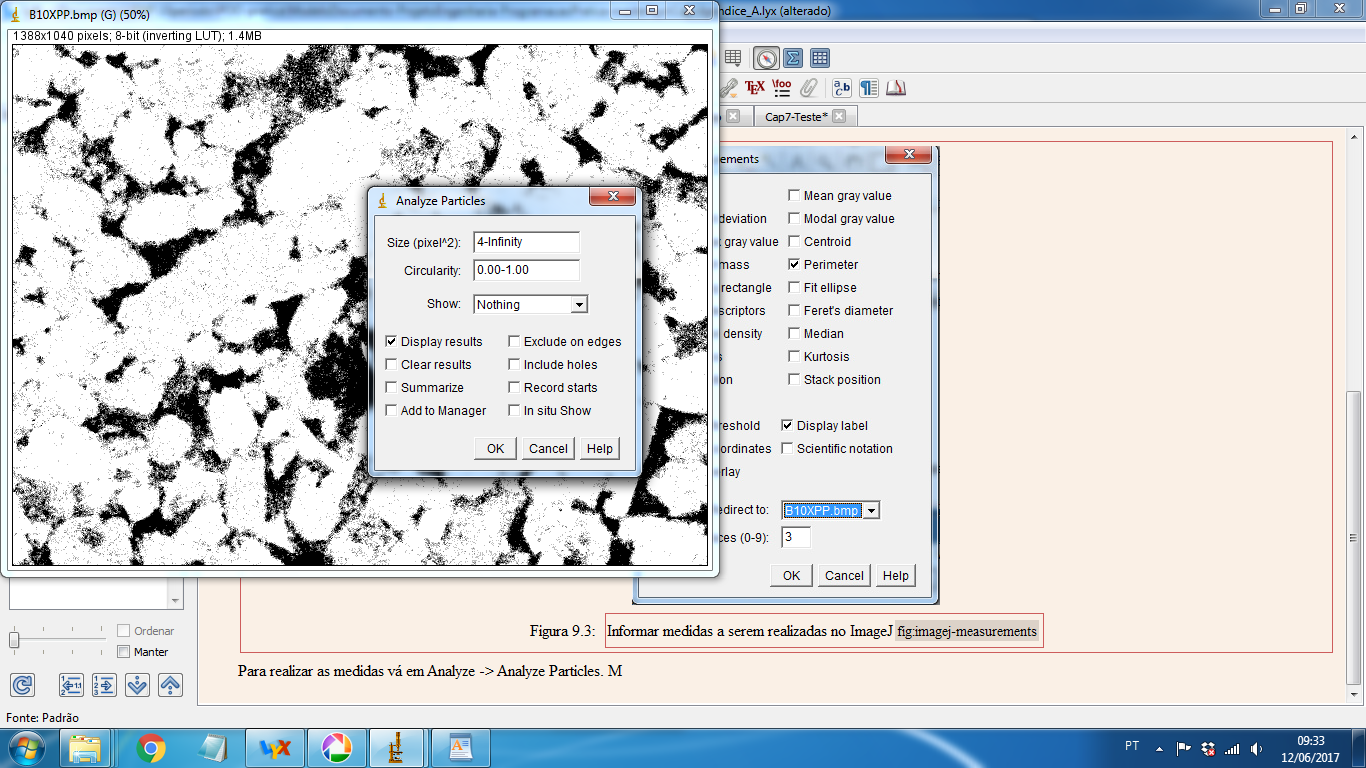 B10XPP.bmp (G) (50%)
ndice_A.lyx (alterado)
1388x1040 pixels; 8-bit (inverting LUT); 1.4MB
Cap7-Teste*
ements
Mean gray value
deviation
Modal gray value
gray value
Centroid
mass
Perimeter
rectangle
Fit ellipse
scriptors
Feret's diameter
density
Median
Kurtosis
on
Stack position
eshold
Display label
ordinates
Scientific notation
rlay
edirect to:
B10XPP.bmp
ces (0-9):
3
OK
Cancel
Help
Analyze Particles
Size (pixel^2):
4-Infinity
Circularity:
0.00-1.00
Show:
Nothing
Display results
Exclude on edges
Clear results
Include holes
Summarize
Record starts
Add to Manager
In situ Show
OK
Cancel
Help
Ordenar
Manter
Figura 9.3: Informar medidas a serem realizadas no ImageJ fig:imagej-measurements
Para realizar as medidas vá em Analyze -> Analyze Particles. M
Fonte: Padrão
PT
09:33
12/06/2017